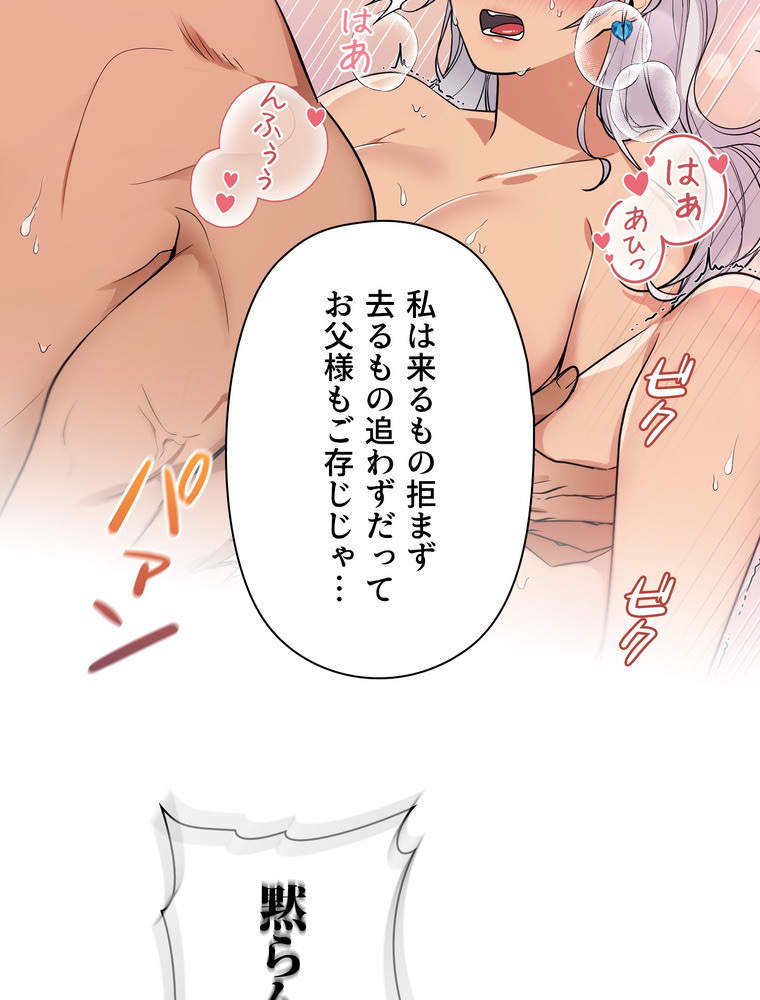 はあ
んふぅぅ
はぁ
あひっ
私は来るもの拒まず
去るもの追わずだって
お父様もご存じじゃ…
ゼク
パァン
ゼク
黙らん